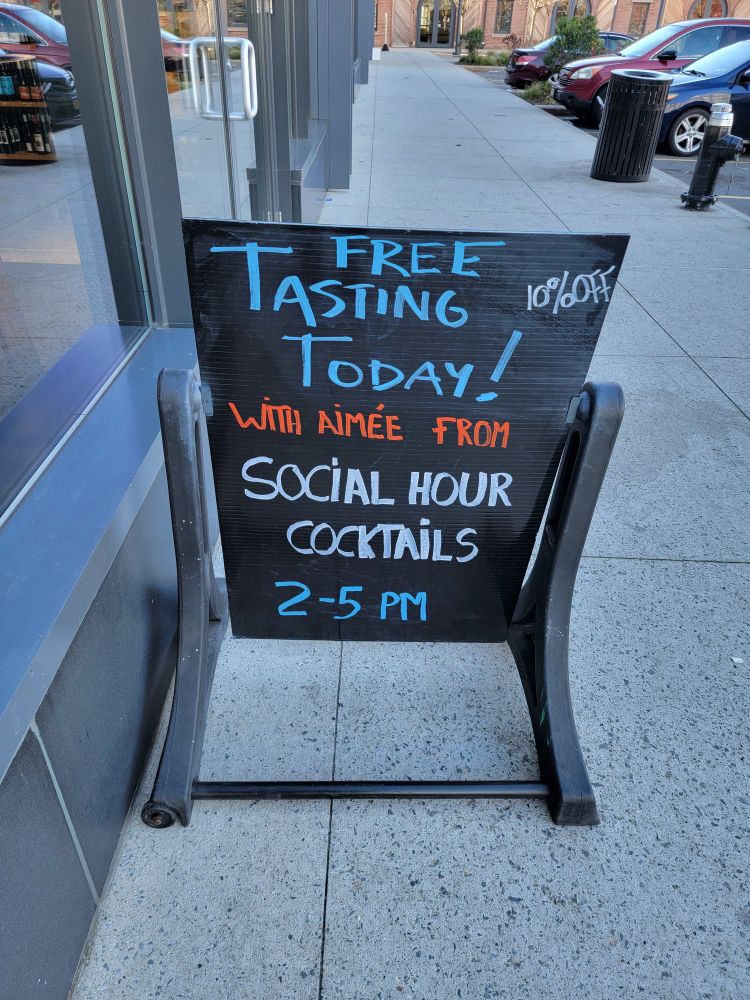 FREE
TASTING
10% OFF
TODAY!
WITH AIMÉE FROM
SOCIAL HOUR
COCKTAILS
2-5 PM